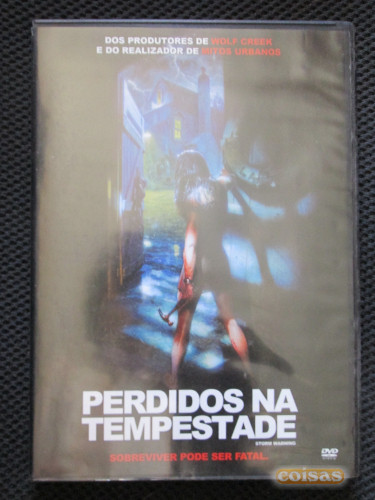 DOS PRODUTORES DE WOLF CREEK
E DO REALIZADOR DE MITOS URBANOS
PERDIDOS NA
TEMPESTADE
STORM WARNING
SOBREVIVER PODE SER FATAL.
DVD
coisas